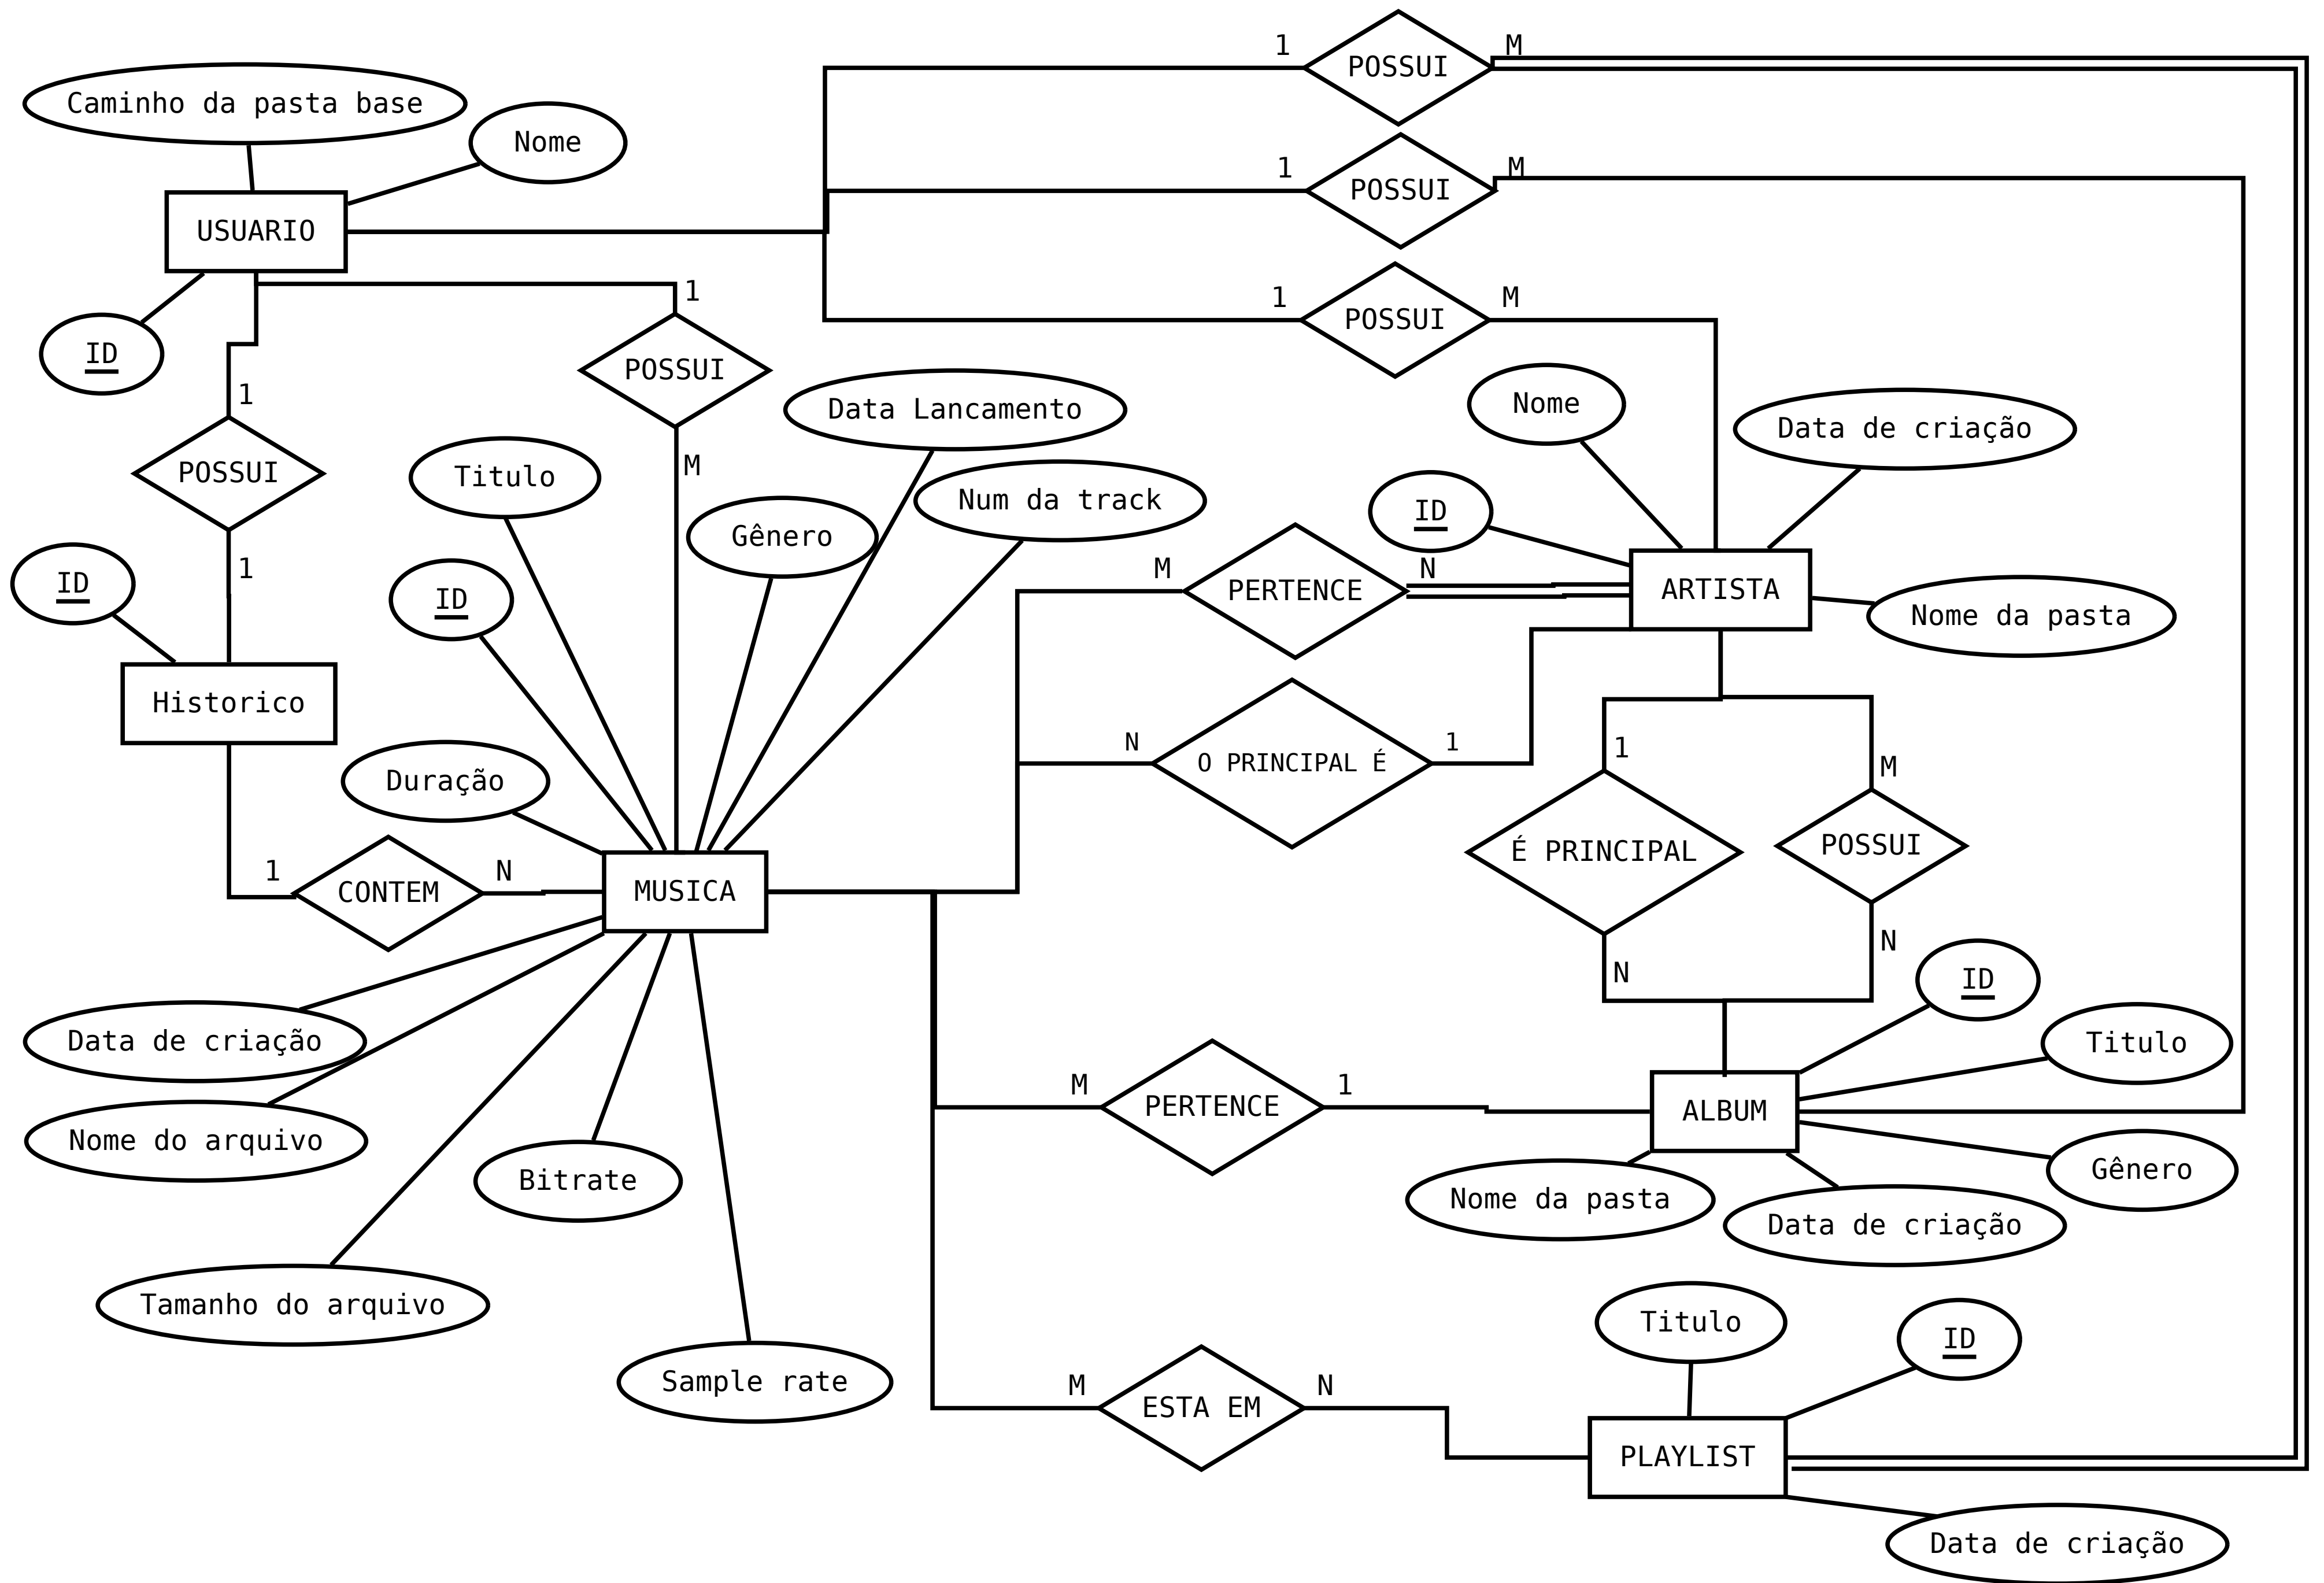 1
POSSUI
M
Caminho da pasta base
Nome
1
POSSUI
M
USUARIO
1
1
POSSUI
M
ID
POSSUI
1
Data Lancamento
Nome
Data de criação
POSSUI
M
Titulo
Num da track
ID
Gênero
1
ID
ID
M
PERTENCE
N
ARTISTA
Nome da pasta
Historico
N
O PRINCIPAL É
1
1
M
Duração
É PRINCIPAL
POSSUI
1
CONTEM
N
MUSICA
N
N
ID
Data de criação
Titulo
M
PERTENCE
1
ALBUM
Nome do arquivo
Bitrate
Gênero
Nome da pasta
Data de criação
Tamanho do arquivo
Titulo
ID
Sample rate
M
ESTA EM
N
PLAYLIST
Data de criação